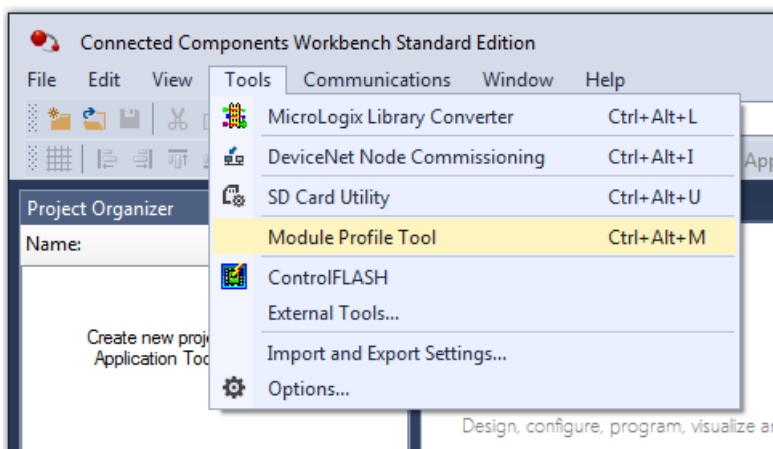 Connected Components Workbench Standard Edition
File Edit View Tools Communications Window Help
MicroLogix Library Converter Ctrl+Alt+L
DeviceNet Node Commissioning Ctrl+Alt+I
App
SD Card Utility Ctrl+Alt+U
Project Organizer
Module Profile Tool Ctrl+Alt+M
Name:
ControlFLASH
External Tools...
Create new proj
Import and Export Settings...
Application Too
Options...
Design, configure, program, visualize